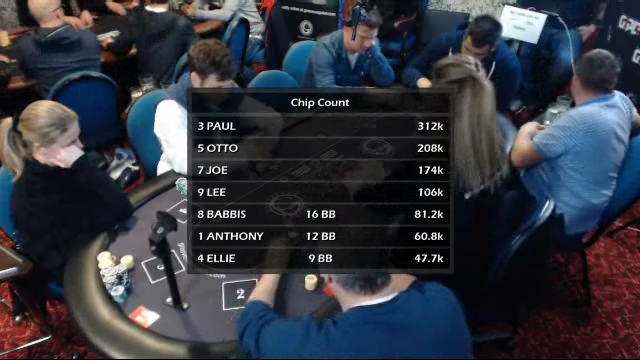 Chip Count
3 PAUL 312k
5 OTTO 208k
7 JOE 174k
9 LEE 106k
8 BABBIS 16 BB 81.2k
1 ANTHONY 12 BB 60.8k
4 ELLIE 9 BB 47.7k
2